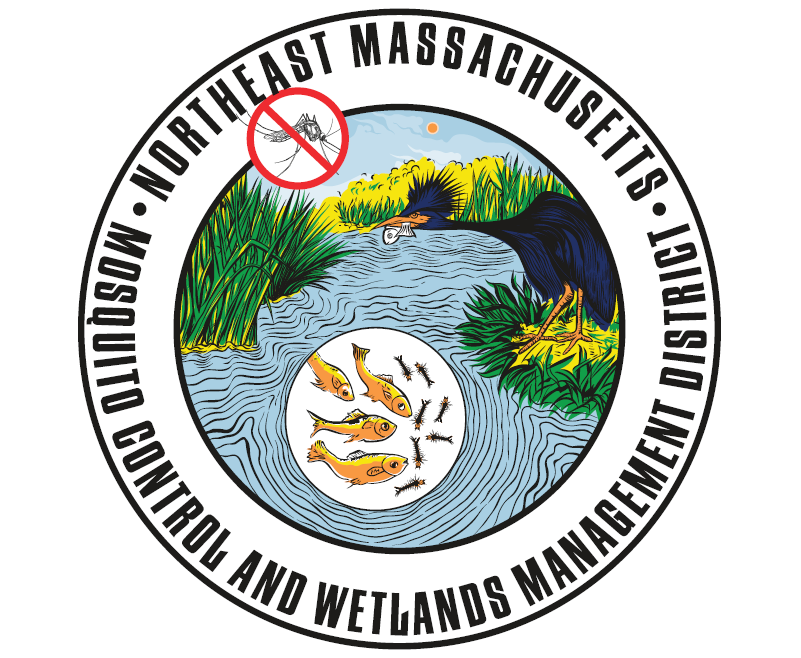 NORTHEAST MASSACHUSETTS
MOSQUITO CONTROL AND WETLANDS MANAGEMENT DISTRICT